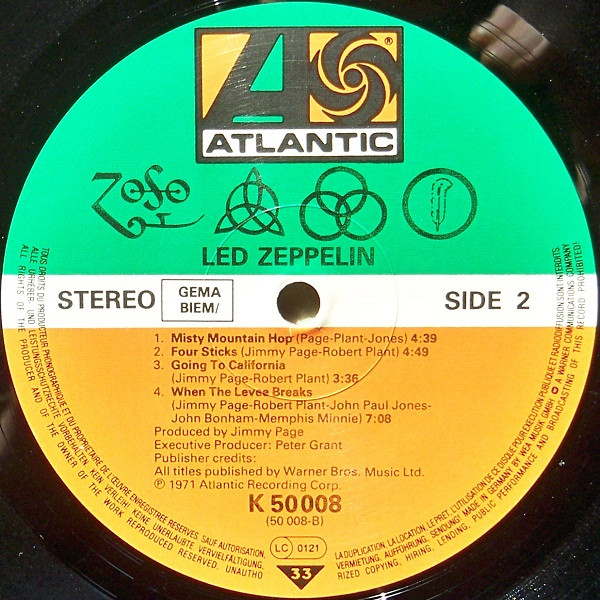 ATLANTIC
®
ZoSo
LED ZEPPELIN
STEREO
GEMA
BIEM/
SIDE 2
1. Misty Mountain Hop (Page-Plant-Jones) 4:39
2. Four Sticks (Jimmy Page-Robert Plant) 4:49
3. Going To California
(Jimmy Page-Robert Plant) 3:36
4. When The Levee Breaks
(Jimmy Page-Robert Plant-John Paul Jones-
John Bonham-Memphis Minnie) 7:08
Produced by Jimmy Page
Executive Producer: Peter Grant
Publisher credits:
All titles published by Warner Bros. Music Ltd.
℗ 1971 Atlantic Recording Corp.
K 50 008
(50 008-B)
LC 0121
33
TOUS DROITS DU PRODUCTEUR PHONOGRAPHIQUE ET DU PROPRIETAIRE DE L'ŒUVRE ENREGISTREE RESERVES. SAUF AUTORISATION,
LA DUPLICATION, LA LOCATION, LE PRET, L'UTILISATION DE CE DISQUE POUR EXECUTION PUBLIQUE ET RADIODIFFUSION SONT INTERDITS.
ALLE URHEBER- UND LEISTUNGSSCHUTZRECHTE VORBEHALTEN. KEIN VERLEIH! KEINE UNERLAUBTE VERVIELFÄLTIGUNG,
VERMIETUNG, AUFFÜHRUNG, SENDUNG! MADE IN GERMANY BY WEA MUSIK GMBH. A WARNER COMMUNICATIONS COMPANY
ALL RIGHTS OF THE PRODUCER AND OF THE OWNER OF THE WORK REPRODUCED RESERVED. UNAUTHO
RIZED COPYING, HIRING, LENDING, PUBLIC PERFORMANCE AND BROADCASTING OF THIS RECORD PROHIBITED!